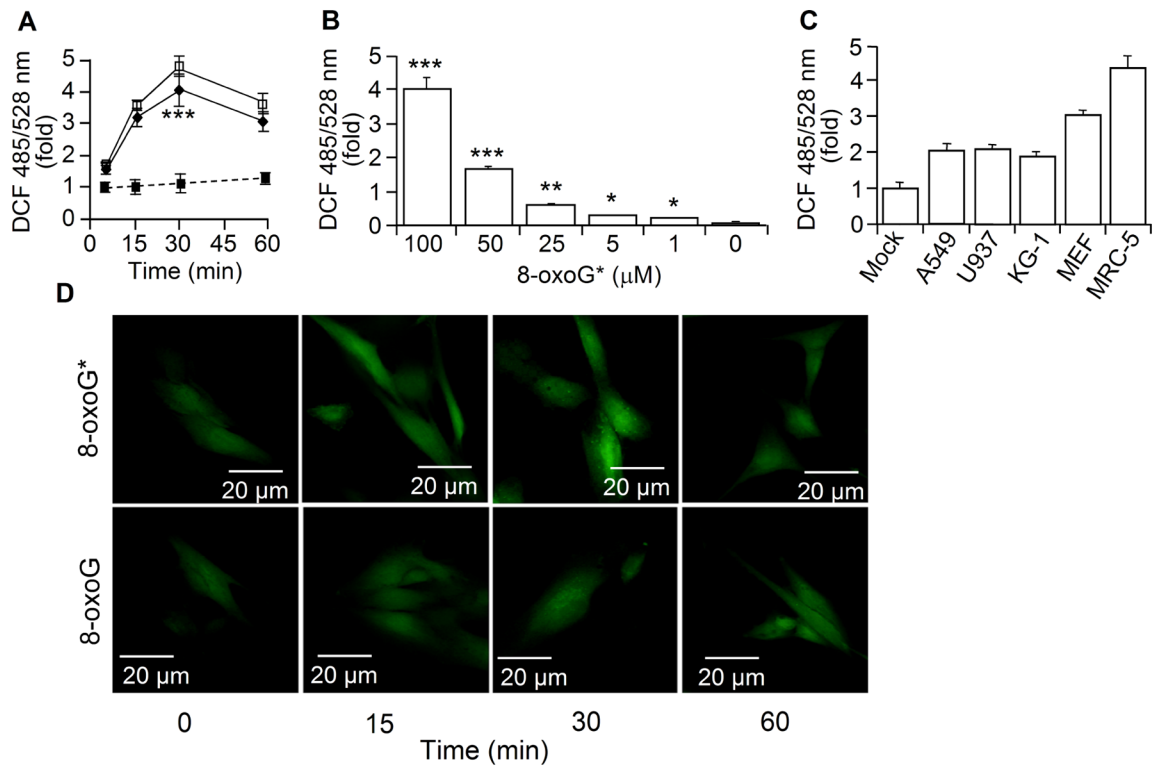 A
DCF 485/528 nm
(fold)
5
4
3
2
1
0
***
0 15 30 45 60
Time (min)
B
DCF 485/528 nm
(fold)
5
4
3
2
1
0
***
***
**
*
*
100 50 25 5 1 0
8-oxoG* (μM)
C
DCF 485/528 nm
(fold)
5
4
3
2
1
0
Mock A549 U937 KG-1 MEF MRC-5
D
8-oxoG*
20 μm 20 μm 20 μm 20 μm
8-oxoG
20 μm 20 μm 20 μm 20 μm
0 15 30 60
Time (min)